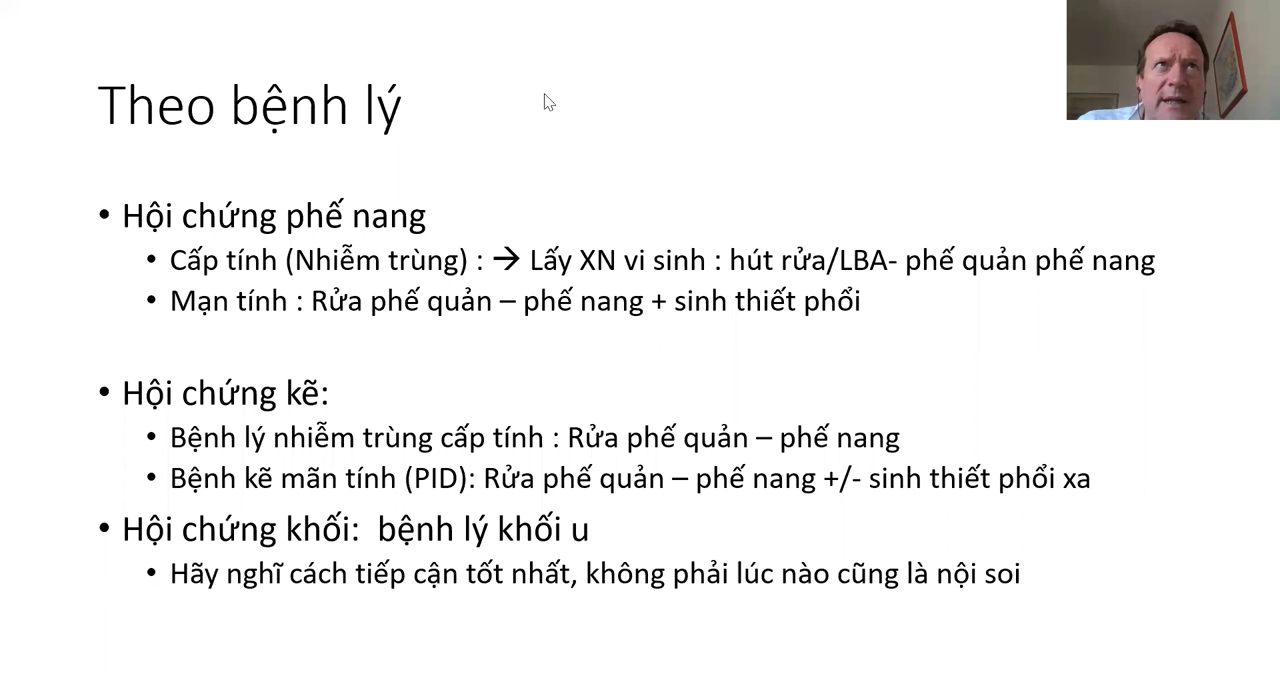 Theo bệnh lý
• Hội chứng phế nang
• Cấp tính (Nhiễm trùng) : → Lấy XN vi sinh : hút rửa/LBA- phế quản phế nang
• Mạn tính : Rửa phế quản – phế nang + sinh thiết phổi
• Hội chứng kẽ:
• Bệnh lý nhiễm trùng cấp tính : Rửa phế quản – phế nang
• Bệnh kẽ mãn tính (PID): Rửa phế quản – phế nang +/- sinh thiết phổi xa
• Hội chứng khối: bệnh lý khối u
• Hãy nghĩ cách tiếp cận tốt nhất, không phải lúc nào cũng là nội soi